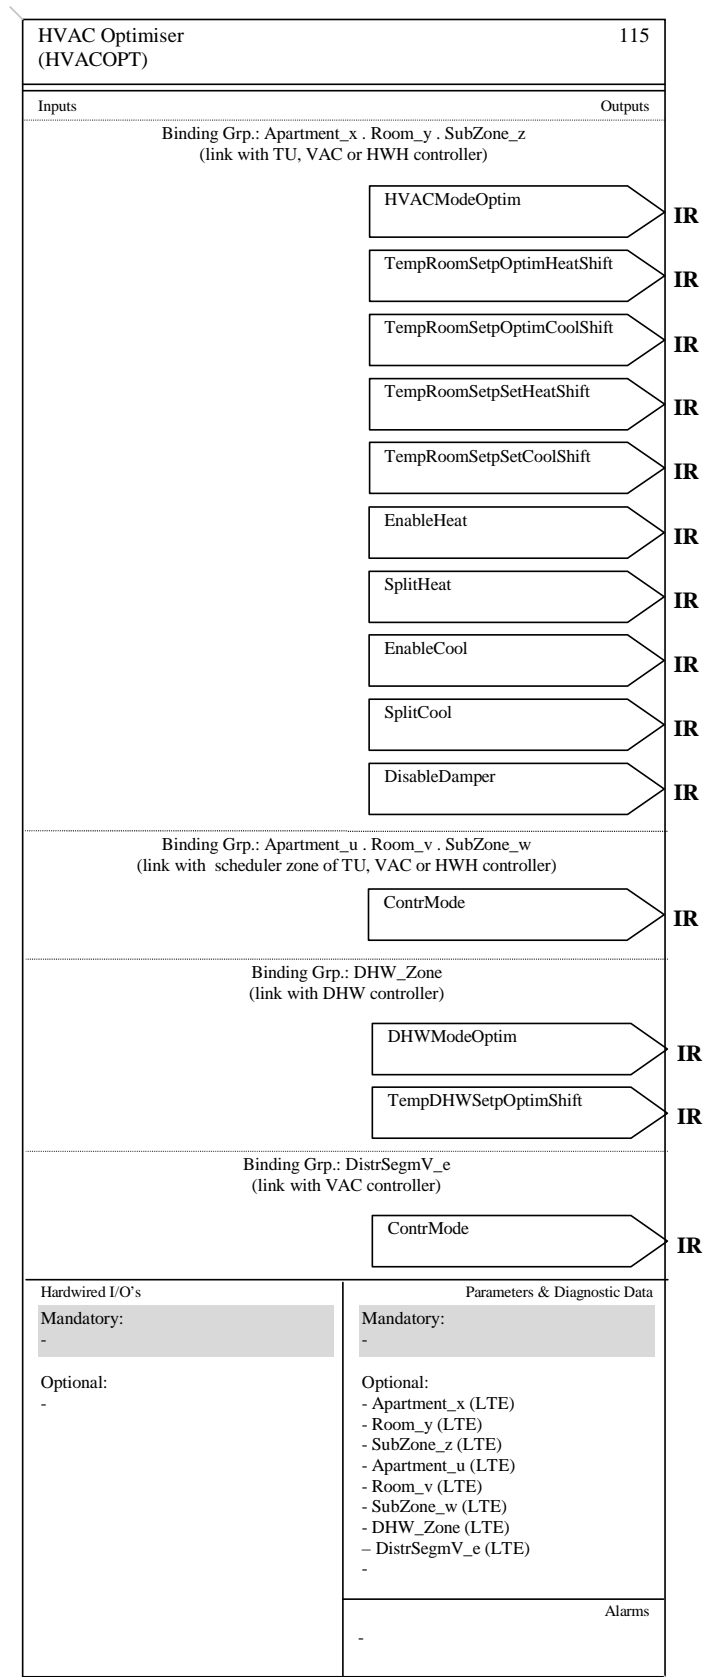 HVAC Optimiser 115
(HVACOPT)
Inputs Outputs
Binding Grp.: Apartment_x . Room_y . SubZone_z
(link with TU, VAC or HWH controller)
HVACModeOptim
IR
TempRoomSetpOptimHeatShift
IR
TempRoomSetpOptimCoolShift
IR
TempRoomSetpSetHeatShift
IR
TempRoomSetpSetCoolShift
IR
EnableHeat
IR
SplitHeat
IR
EnableCool
IR
SplitCool
IR
DisableDamper
IR
Binding Grp.: Apartment_u . Room_v . SubZone_w
(link with scheduler zone of TU, VAC or HWH controller)
ContrMode
IR
Binding Grp.: DHW_Zone
(link with DHW controller)
DHWModeOptim
IR
TempDHWSetpOptimShift
IR
Binding Grp.: DistrSegmV_e
(link with VAC controller)
ContrMode
IR
Hardwired I/O's
Mandatory:
-
Optional:
-
Parameters & Diagnostic Data
Mandatory:
-
Optional:
- Apartment_x (LTE)
- Room_y (LTE)
- SubZone_z (LTE)
- Apartment_u (LTE)
- Room_v (LTE)
- SubZone_w (LTE)
- DHW_Zone (LTE)
– DistrSegmV_e (LTE)
-
Alarms
-